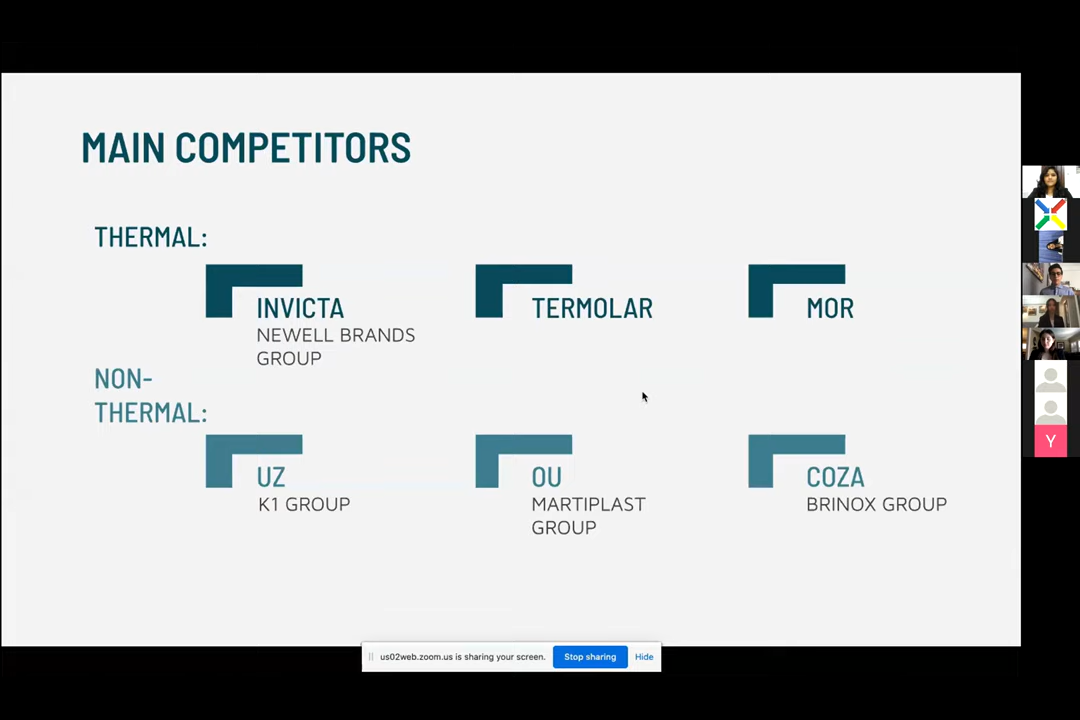 MAIN COMPETITORS
THERMAL:
INVICTA
NEWELL BRANDS
GROUP
TERMOLAR
MOR
NON-
THERMAL:
UZ
K1 GROUP
OU
MARTIPLAST
GROUP
COZA
BRINOX GROUP
Y
us02web.zoom.us is sharing your screen.
Stop sharing
Hide